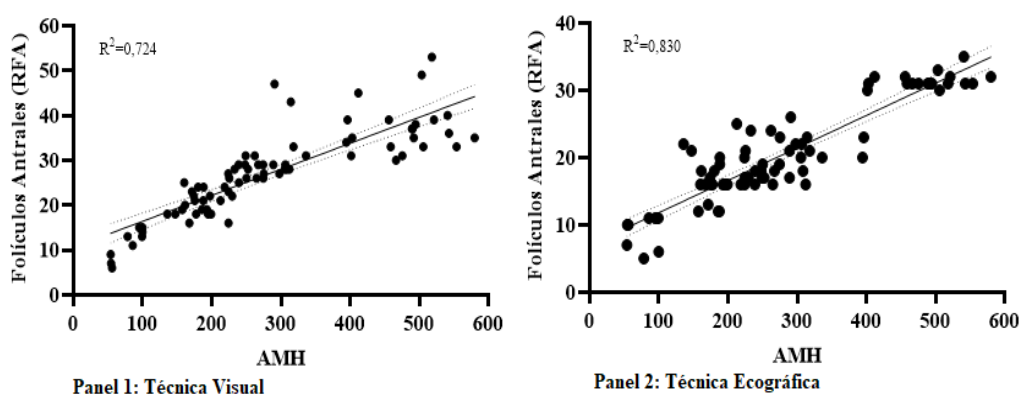 R²=0,724
Folículos Antrales (RFA)
60
50
40
30
20
10
0
0 100 200 300 400 500 600
AMH
Panel 1: Técnica Visual
R²=0,830
Folículos Antrales (RFA)
40
30
20
10
0
0 100 200 300 400 500 600
AMH
Panel 2: Técnica Ecográfica